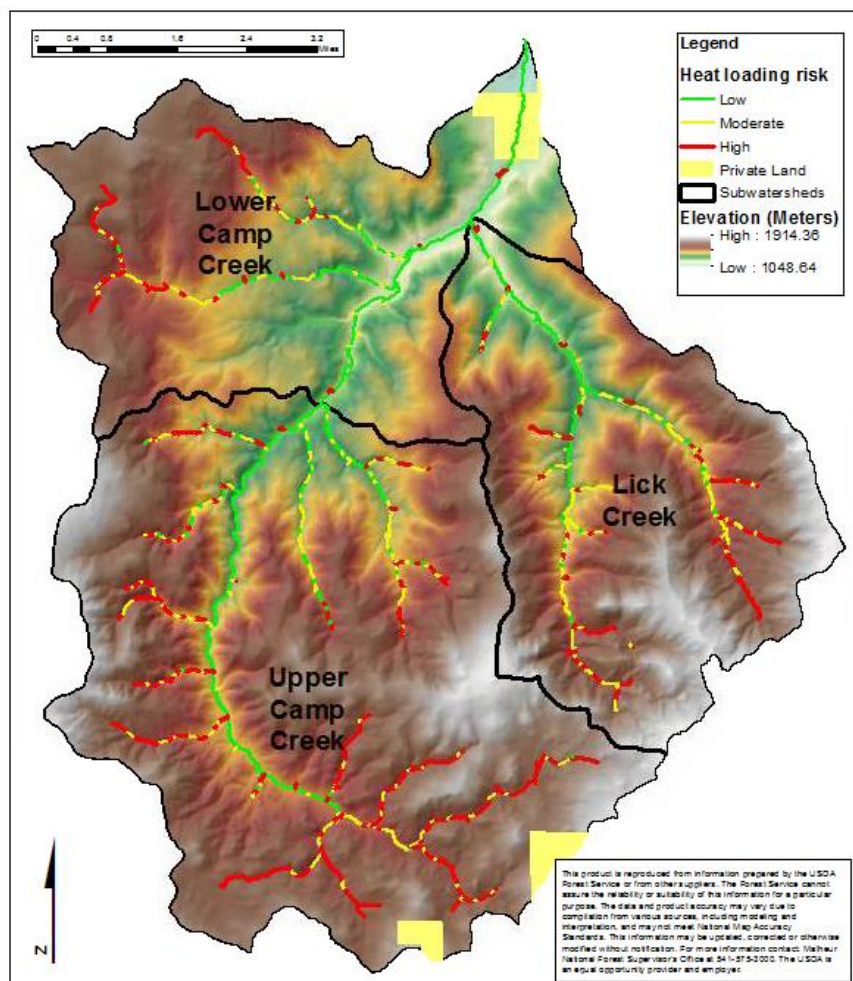 0 0.4 0.8 1.6 2.4 3.2
Miles
Legend
Heat loading risk
Low
Moderate
High
Private Land
Subwatersheds
Elevation (Meters)
High : 1914.36
Low : 1048.64
Lower
Camp
Creek
Lick
Creek
Upper
Camp
Creek
N
This product is reproduced from information prepared by the USDA
Forest Service or from other suppliers. The Forest Service cannot
assure the reliability or suitability of this information for a particular
purpose. The data and product accuracy may vary due to
compilation from various sources, including modeling and
interpretation, and may not meet National Map Accuracy
Standards. This information may be updated, corrected or otherwise
modified without notification. For more information contact: Malheur
National Forest Supervisor's Office at 541-575-3000. The USDA is
an equal opportunity provider and employer.